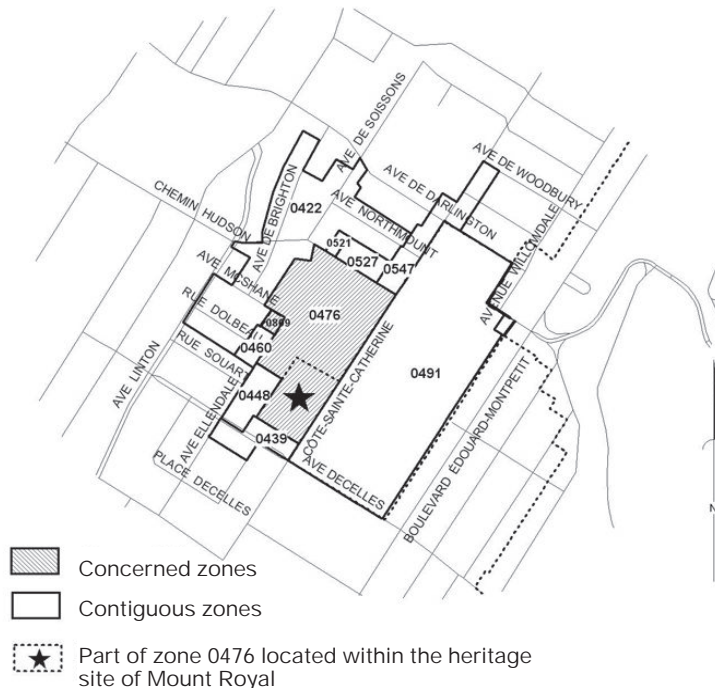 AVE DE SOISSONS
AVE DE WOODBURY
AVE DE DARLINGTON
CHEMIN HUDSON
AVE DE BRIGHTON
0422
AVE NORTHMOUNT
AVENUE WILLOWDALE
0521
0527
0547
AVE MCSHANE
0476
RUE DOLBEAU
0869
0460
RUE SOUART
0491
AVE LINTON
0448
CÔTE-SAINTE-CATHERINE
AVE ELLENDALE
0439
AVE DECELLES
BOULEVARD EDOUARD-MONTPETIT
PLACE DECELLES
N
Concerned zones
Contiguous zones
Part of zone 0476 located within the heritage
site of Mount Royal